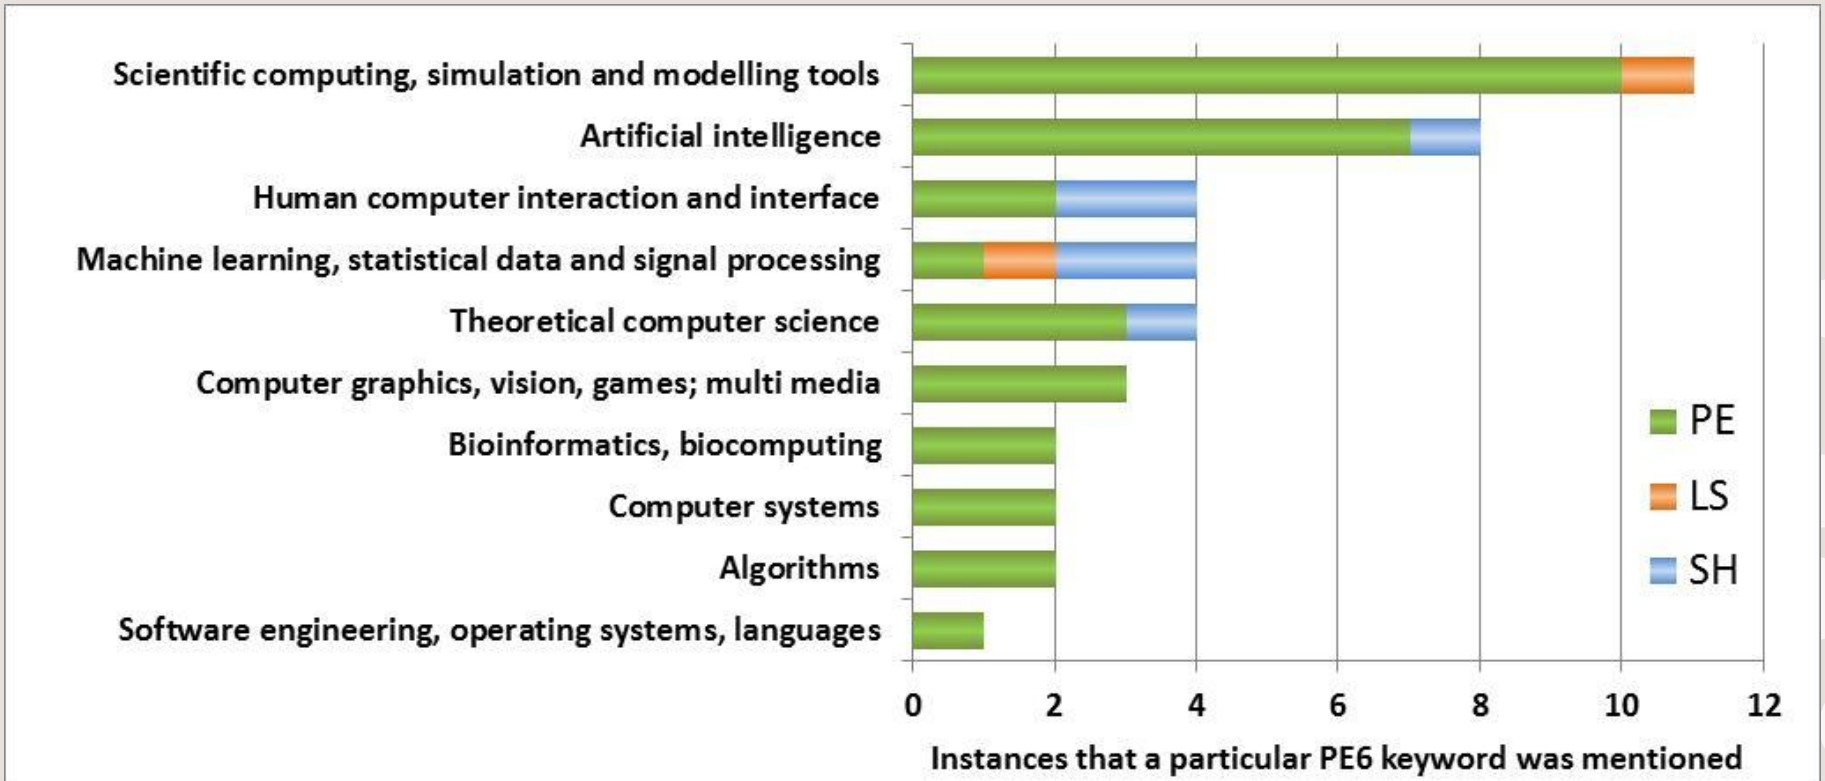 Scientific computing, simulation and modelling tools
Artificial intelligence
Human computer interaction and interface
Machine learning, statistical data and signal processing
Theoretical computer science
Computer graphics, vision, games; multi media
Bioinformatics, biocomputing
Computer systems
Algorithms
Software engineering, operating systems, languages
PE
LS
SH
0 2 4 6 8 10 12
Instances that a particular PE6 keyword was mentioned